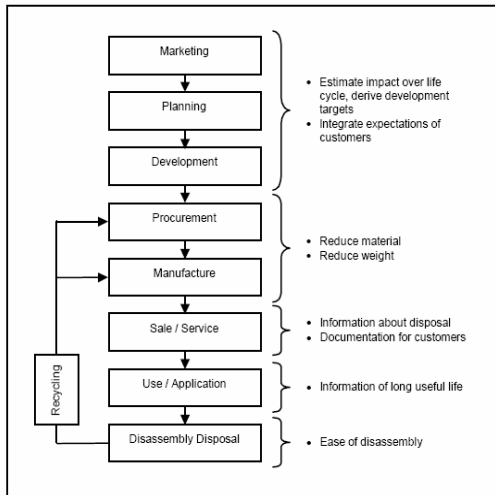 Marketing
Planning
Development
Procurement
Manufacture
Sale / Service
Use / Application
Disassembly Disposal
Recycling
• Estimate impact over life
cycle, derive development
targets
• Integrate expectations of
customers
• Reduce material
• Reduce weight
• Information about disposal
• Documentation for customers
• Information of long useful life
• Ease of disassembly